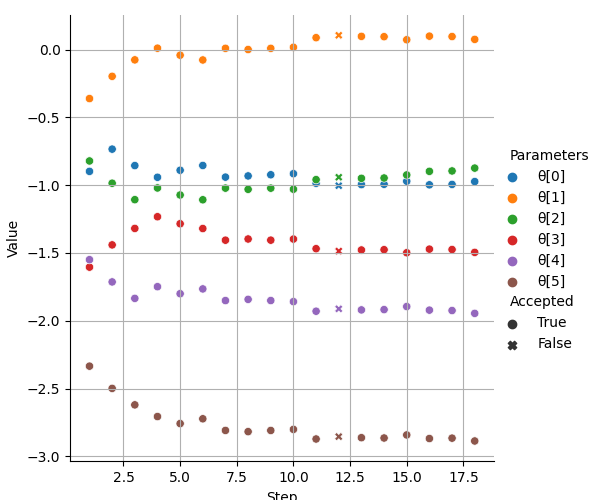 0.0
−0.5
−1.0
−1.5
−2.0
−2.5
−3.0
Value
2.5
5.0
7.5
10.0
12.5
15.0
17.5
Step
Parameters
θ[0]
θ[1]
θ[2]
θ[3]
θ[4]
θ[5]
Accepted
True
False